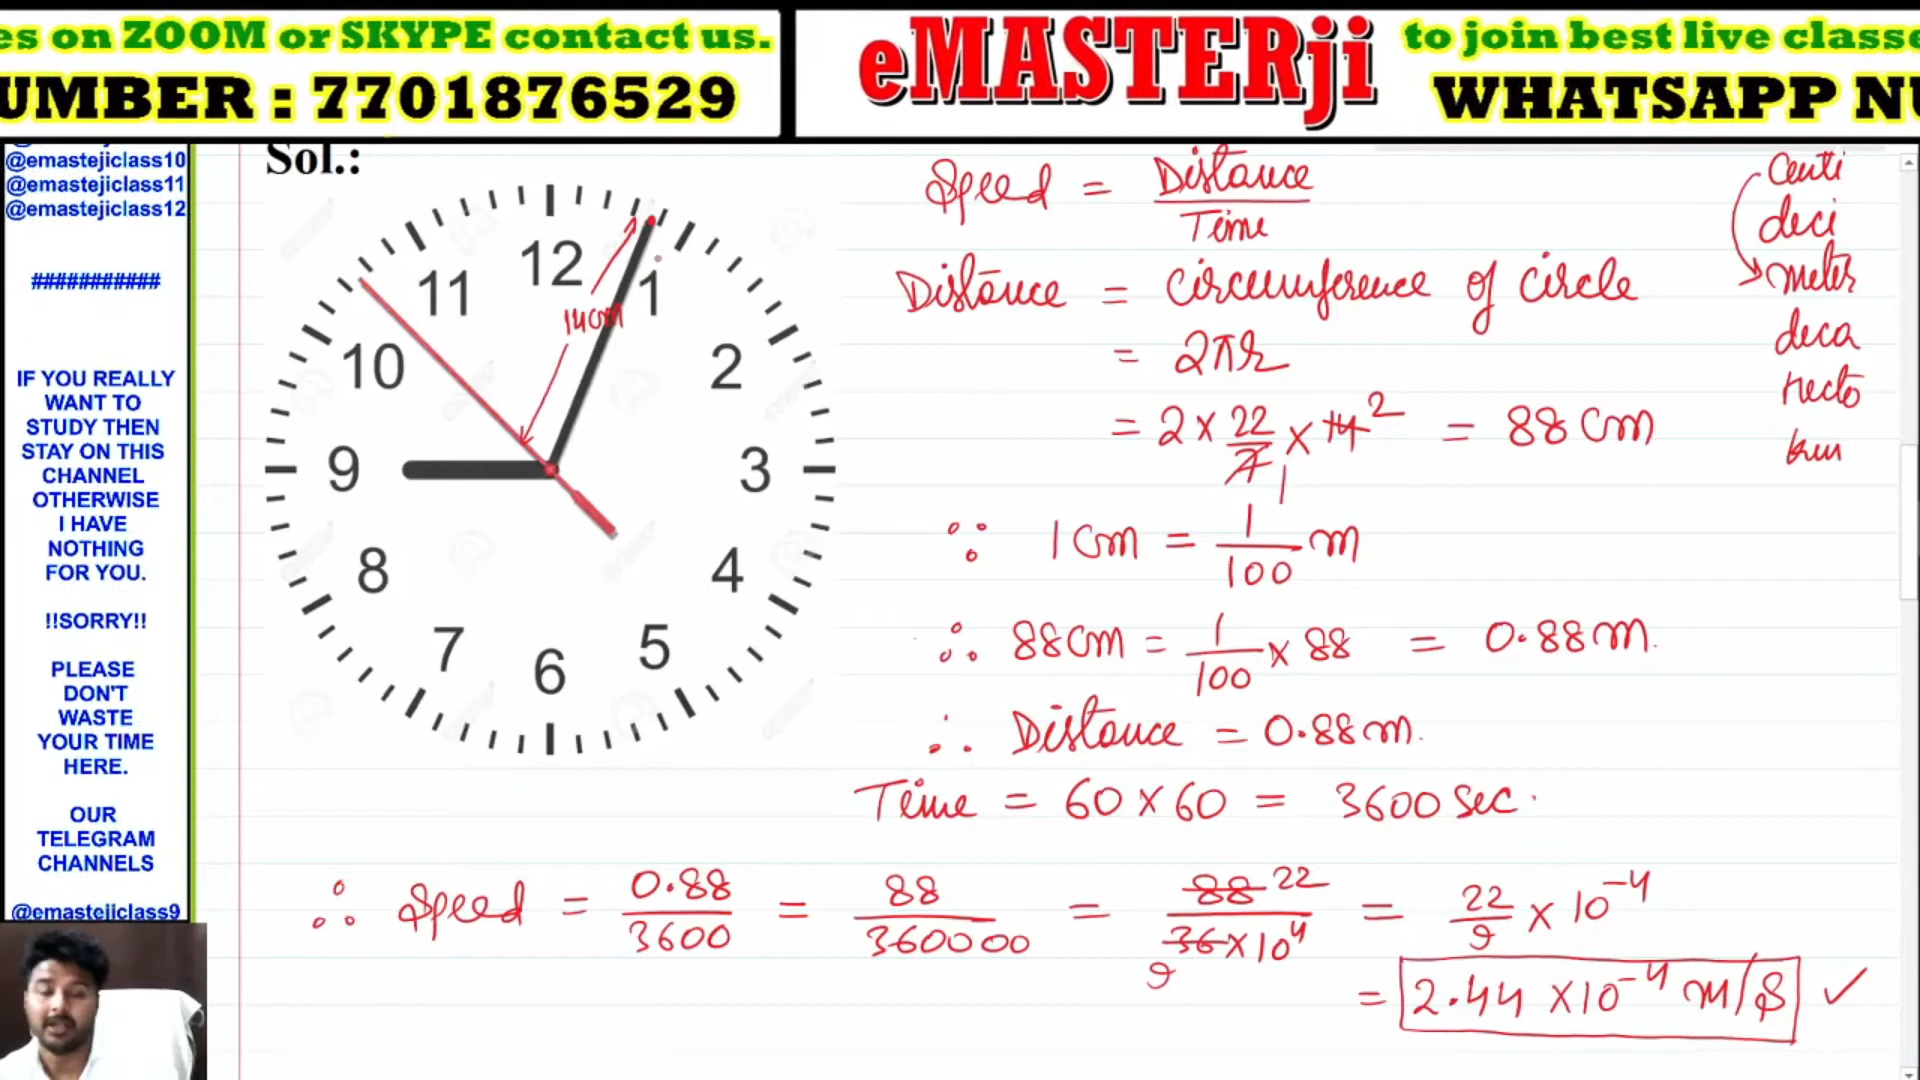 es on ZOOM or SKYPE contact us.
UMBER : 7701876529
eMASTERji
to join best live classe
WHATSAPP NU
@emastejiclass10
@emastejiclass11
@emastejiclass12
###########
IF YOU REALLY
WANT TO
STUDY THEN
STAY ON THIS
CHANNEL
OTHERWISE
I HAVE
NOTHING
FOR YOU.
!!SORRY!!
PLEASE
DON'T
WASTE
YOUR TIME
HERE.
OUR
TELEGRAM
CHANNELS
@emastejiclass9
Sol.:
12
11
1
10
2
9
3
8
4
7
5
6
14cm
Speed = Distance / Time
Distance = Circumference of Circle
= 2πr
= 2 × 22/7 × 14 2 = 88 cm
1
∵ 1 cm = 1/100 m
∴ 88 cm = 1/100 × 88 = 0.88 m.
∴ Distance = 0.88 m.
Time = 60 × 60 = 3600 sec.
∴ Speed = 0.88/3600 = 88/360000 = 88 22/36×10⁴ 9 = 22/9 × 10⁻⁴
= 2.44 × 10⁻⁴ m/s ✓
Centi
deci
meter
deca
hecto
km